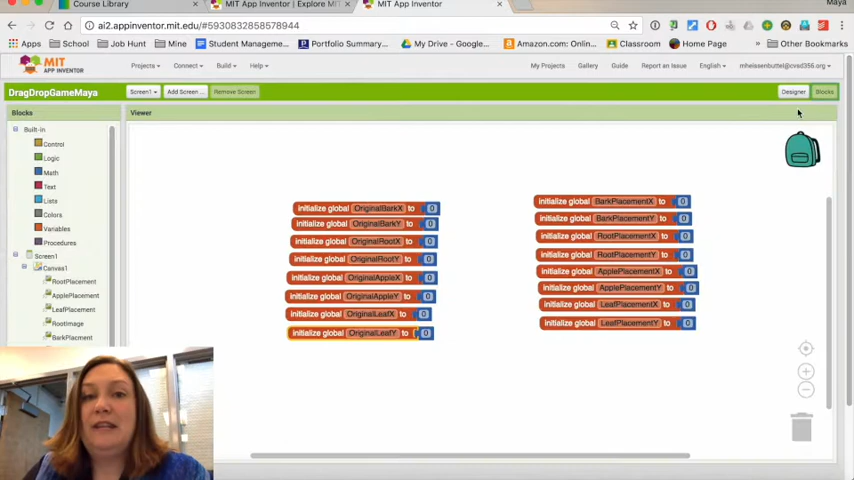 Course Library
MIT App Inventor | Explore MIT
MIT App Inventor
Maya
ai2.appinventor.mit.edu/#5930832858578944
Apps School Job Hunt Mine Student Manageme... Portfolio Summary... My Drive - Google... Amazon.com: Onlin... Classroom Home Page » Other Bookmarks
MIT APP INVENTOR
Projects Connect Build Help My Projects Gallery Guide Report an Issue English mheissenbuttel@cvsd356.org
DragDropGameMaya Screen1 Add Screen ... Remove Screen Designer Blocks
Blocks Viewer
Built-in
Control
Logic
Math
Text
Lists
Colors
Variables
Procedures
Screen1
Canvas1
RootPlacement
ApplePlacement
LeafPlacement
RootImage
BarkPlacment
initialize global OriginalBarkX to 0
initialize global OriginalBarkY to 0
initialize global OriginalRootX to 0
initialize global OriginalRootY to 0
initialize global OriginalAppleX to 0
initialize global OriginalAppleY to 0
initialize global OriginalLeafX to 0
initialize global OriginalLeafY to 0
initialize global BarkPlacementX to 0
initialize global BarkPlacementY to 0
initialize global RootPlacementX to 0
initialize global RootPlacementY to 0
initialize global ApplePlacementX to 0
initialize global ApplePlacementY to 0
initialize global LeafPlacementX to 0
initialize global LeafPlacementY to 0